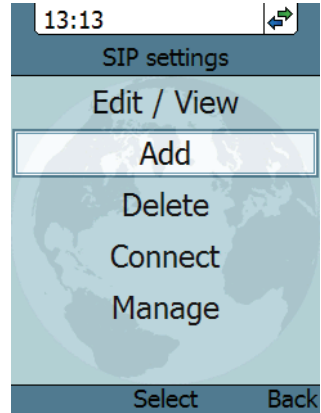 13:13
SIP settings
Edit / View
Add
Delete
Connect
Manage
Select Back